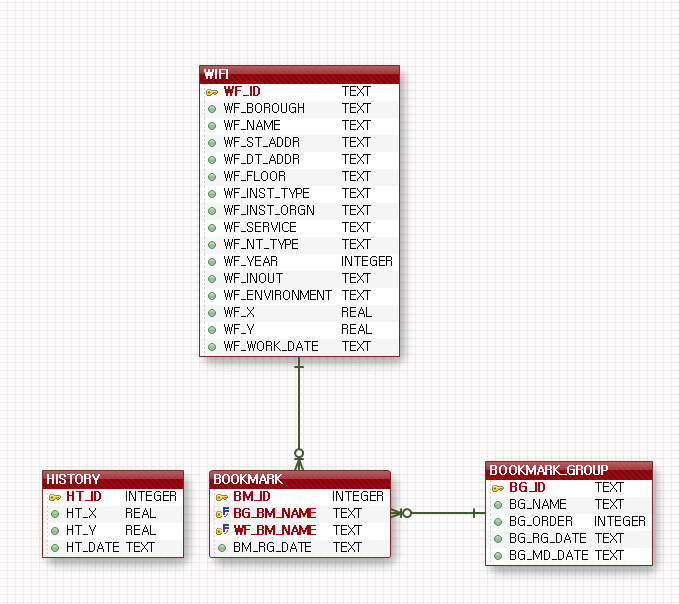 WIFI
WF_ID TEXT
WF_BOROUGH TEXT
WF_NAME TEXT
WF_ST_ADDR TEXT
WF_DT_ADDR TEXT
WF_FLOOR TEXT
WF_INST_TYPE TEXT
WF_INST_ORGN TEXT
WF_SERVICE TEXT
WF_NT_TYPE TEXT
WF_YEAR INTEGER
WF_INOUT TEXT
WF_ENVIRONMENT TEXT
WF_X REAL
WF_Y REAL
WF_WORK_DATE TEXT
HISTORY
HT_ID INTEGER
HT_X REAL
HT_Y REAL
HT_DATE TEXT
BOOKMARK
BM_ID INTEGER
BG_BM_NAME TEXT
WF_BM_NAME TEXT
BM_RG_DATE TEXT
BOOKMARK_GROUP
BG_ID TEXT
BG_NAME TEXT
BG_ORDER INTEGER
BG_RG_DATE TEXT
BG_MD_DATE TEXT